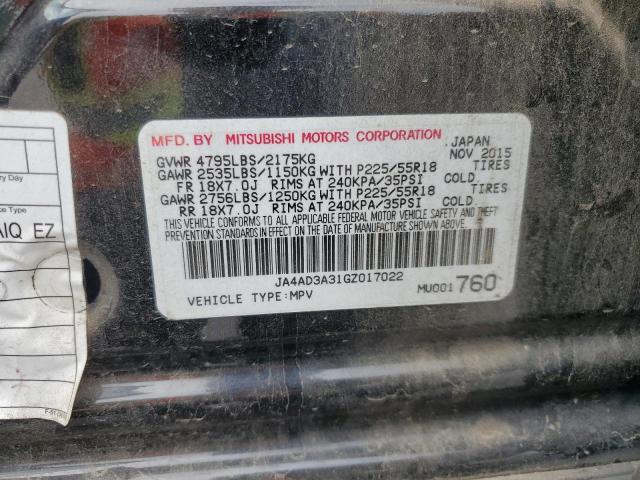 MFD. BY MITSUBISHI MOTORS CORPORATION JAPAN
GVWR 4795LBS/2175KG NOV 2015
GAWR 2535LBS/1150KG WITH P225/55R18 TIRES
FR 18X7.0J RIMS AT 240KPA/35PSI COLD.
GAWR 2756LBS/1250KG WITH P225/55R18 TIRES
RR 18X7.0J RIMS AT 240KPA/35PSI COLD.
THIS VEHICLE CONFORMS TO ALL APPLICABLE FEDERAL MOTOR VEHICLE SAFETY AND THEFT
PREVENTION STANDARDS IN EFFECT ON THE DATE OF MANUFACTURE SHOWN ABOVE.
JA4AD3A31GZ017022
VEHICLE TYPE:MPV MU001 760
ry Day
e Type
AIQ EZ